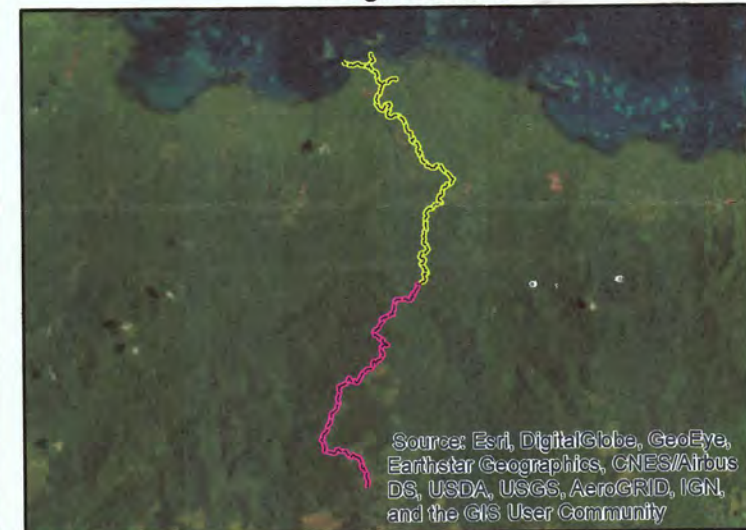 Source: Esri, DigitalGlobe, GeoEye,
Earthstar Geographics, CNES/Airbus
DS, USDA, USGS, AeroGRID, IGN,
and the GIS User Community